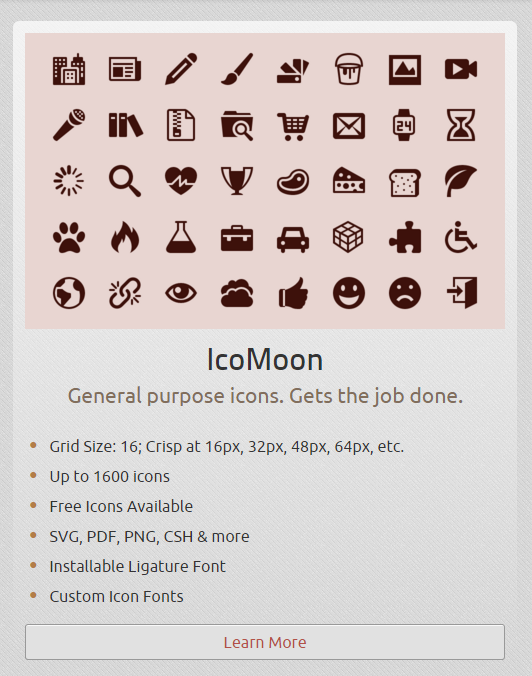 24
IcoMoon
General purpose icons. Gets the job done.
Grid Size: 16; Crisp at 16px, 32px, 48px, 64px, etc.
Up to 1600 icons
Free Icons Available
SVG, PDF, PNG, CSH & more
Installable Ligature Font
Custom Icon Fonts
Learn More